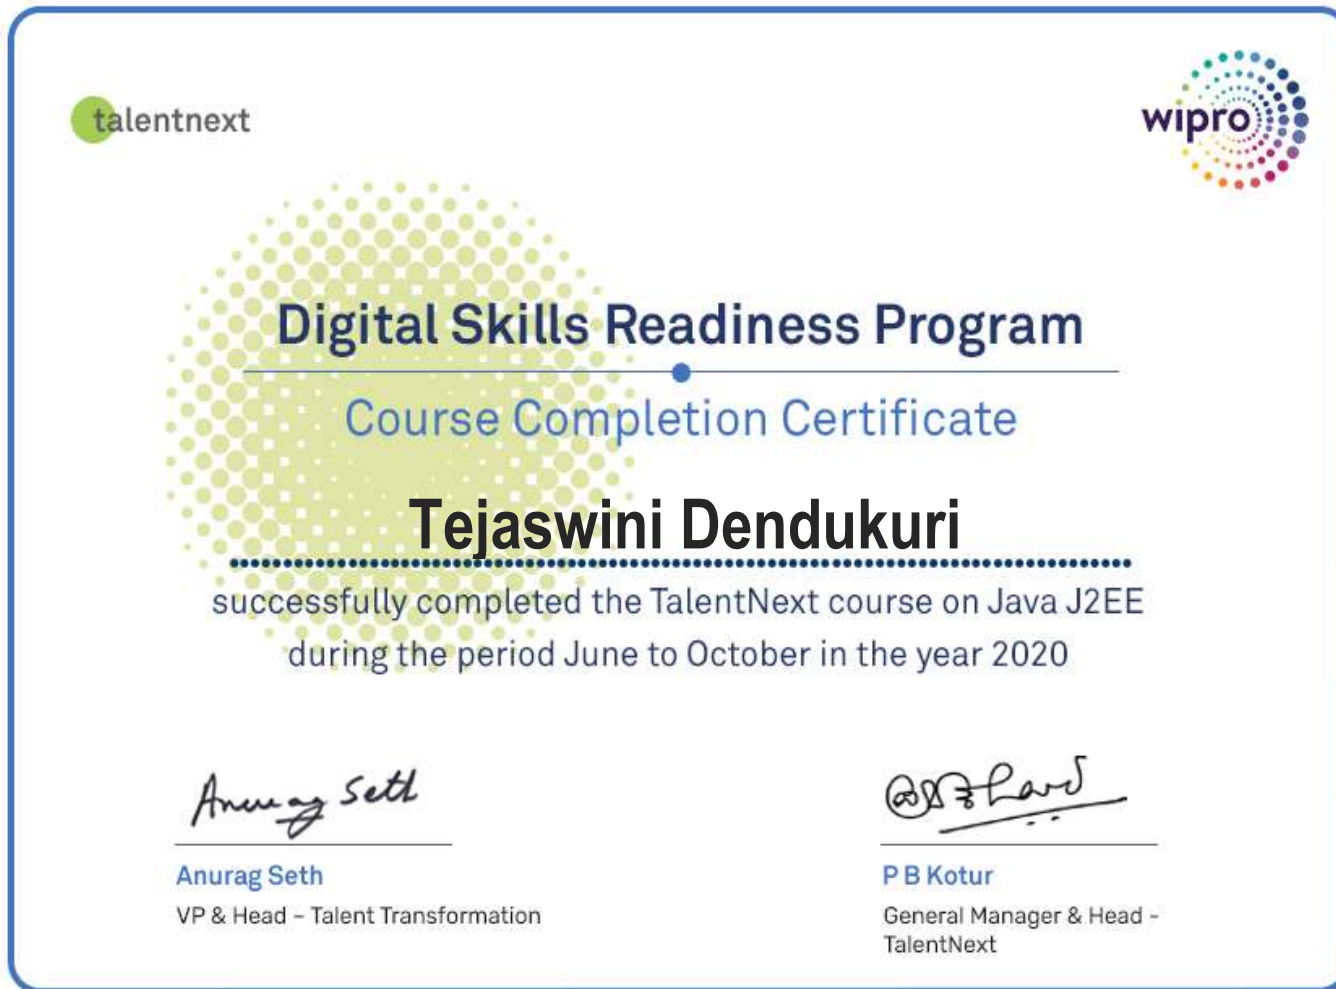 talentnext
wipro
Digital Skills Readiness Program
Course Completion Certificate
Tejaswini Dendukuri
successfully completed the TalentNext course on Java J2EE
during the period June to October in the year 2020
Anurag Seth
Anurag Seth
VP & Head – Talent Transformation
P B Kotur
General Manager & Head -
TalentNext